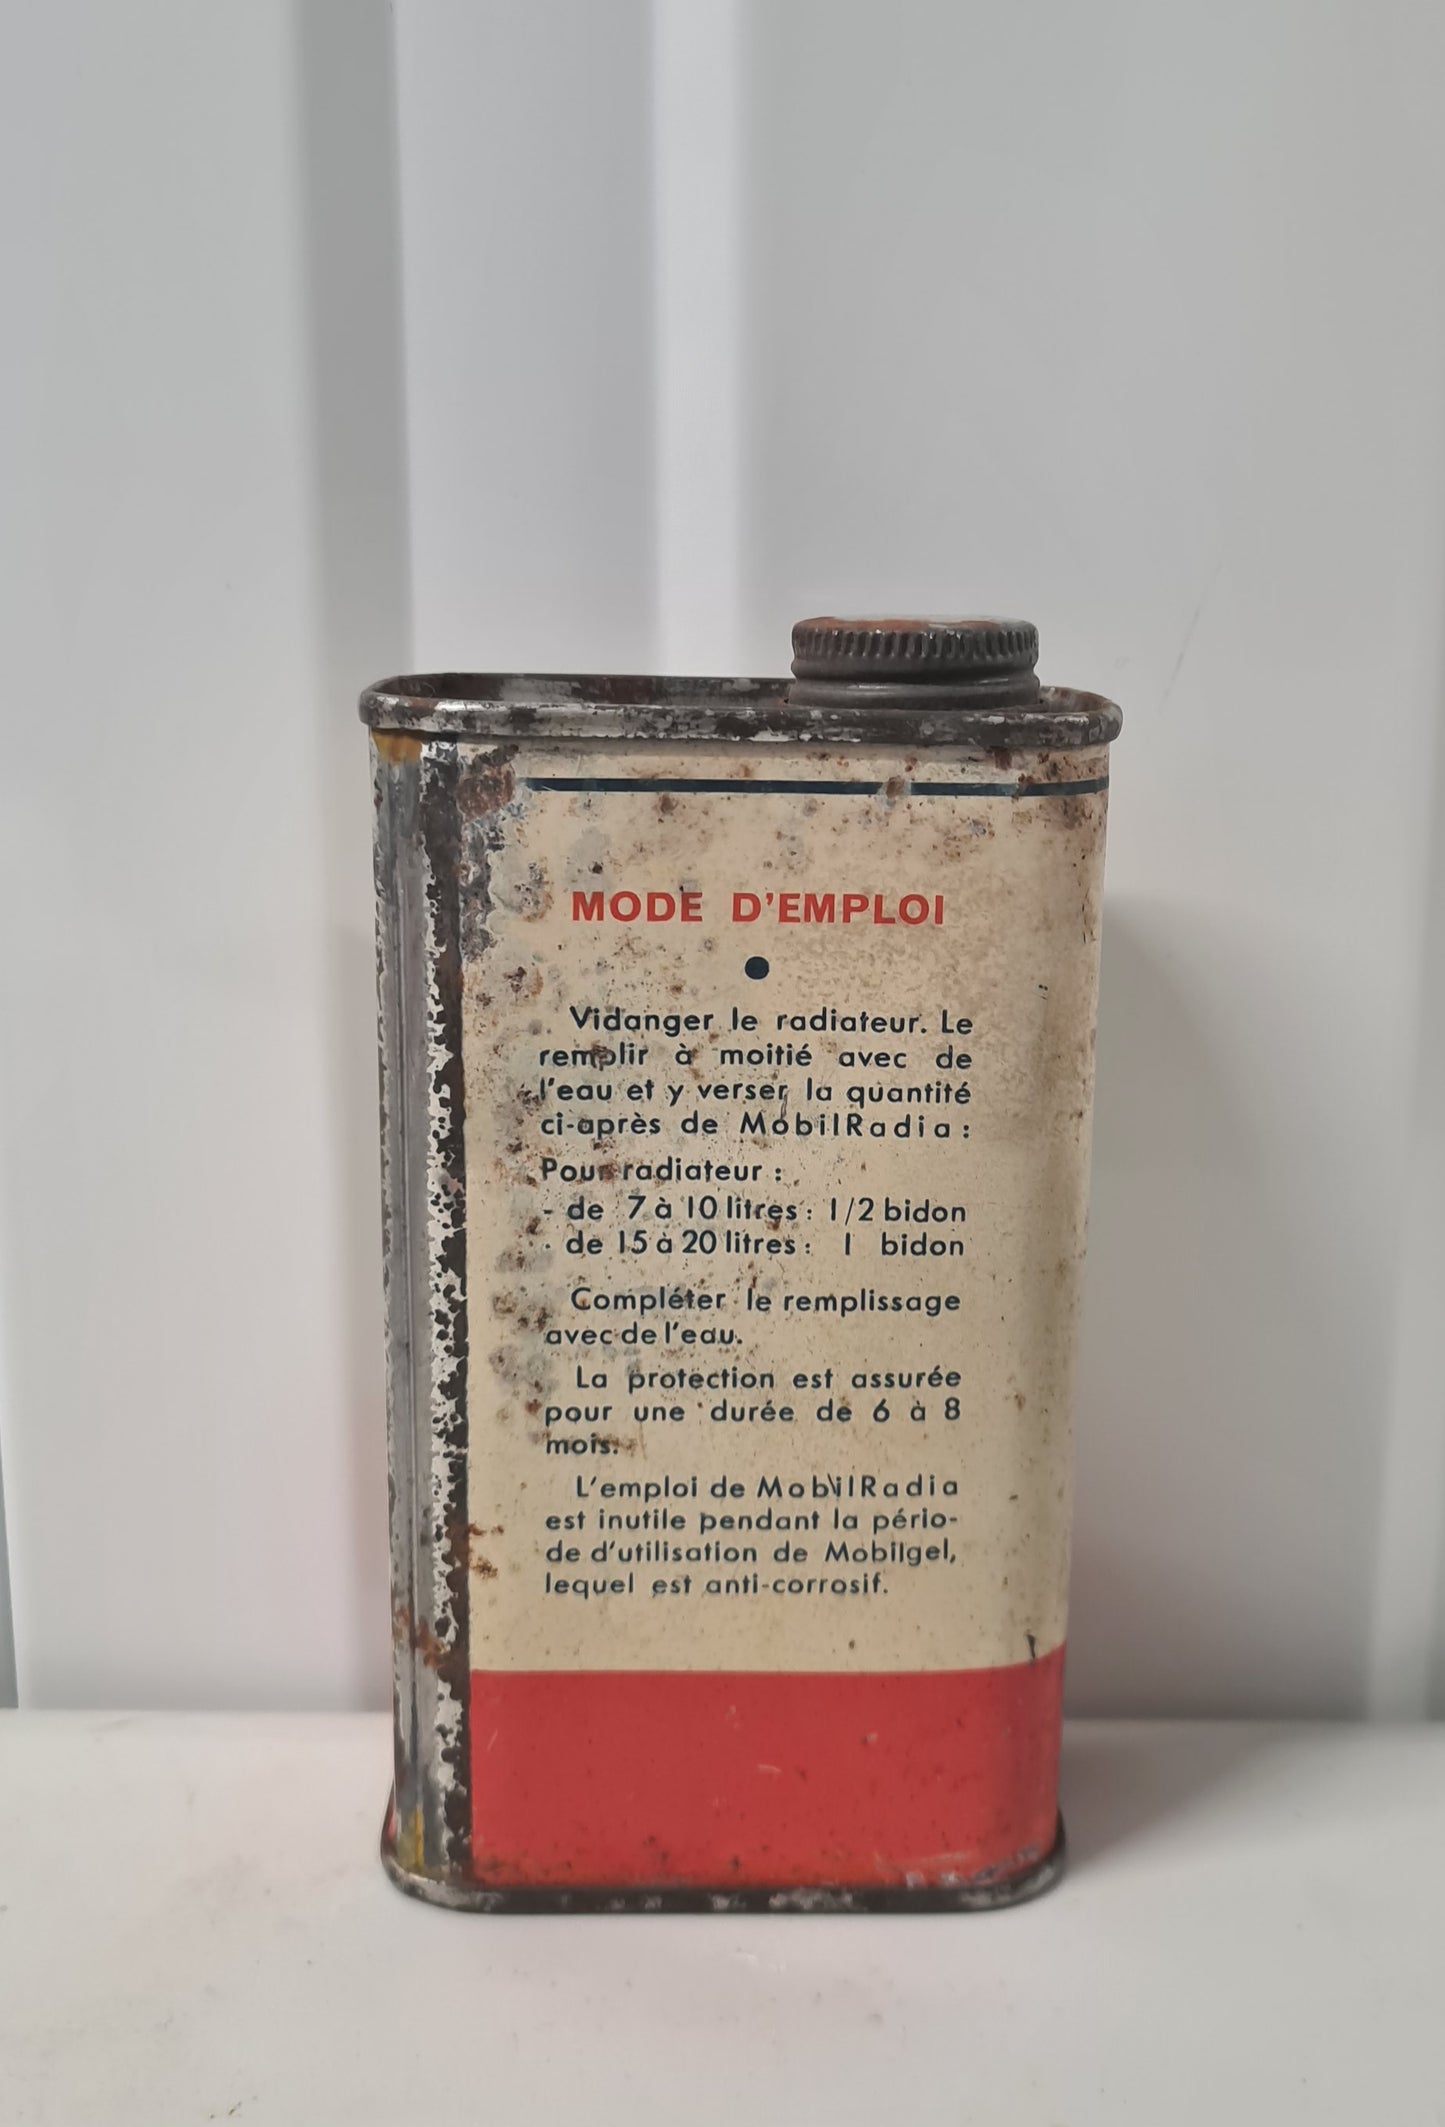 MODE D'EMPLOI
Vidanger le radiateur. Le
remplir à moitié avec de
l'eau et y verser la quantité
ci-après de MobilRadia :
Pour radiateur :
- de 7 à 10 litres : 1/2 bidon
- de 15 à 20 litres : 1 bidon
Compléter le remplissage
avec de l'eau.
La protection est assurée
pour une durée de 6 à 8
mois.
L'emploi de MobilRadia
est inutile pendant la pério-
de d'utilisation de Mobilgel,
lequel est anti-corrosif.